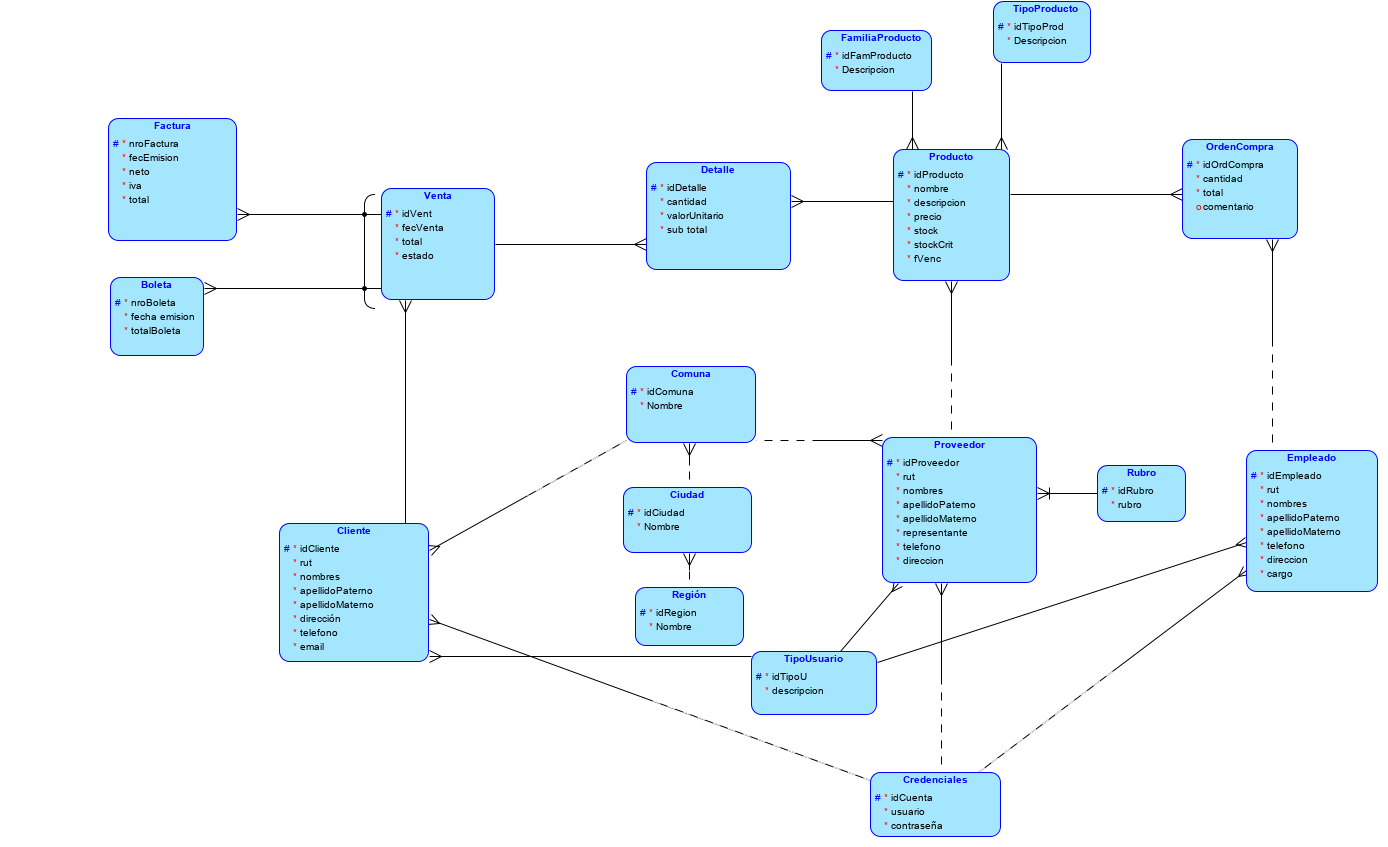 TipoProducto
# * idTipoProd
* Descripcion
FamiliaProducto
# * idFamProducto
* Descripcion
Factura
# * nroFactura
* fecEmision
* neto
* iva
* total
Venta
# * idVent
* fecVenta
* total
* estado
Detalle
# * idDetalle
* cantidad
* valorUnitario
* sub total
Producto
# * idProducto
* nombre
* descripcion
* precio
* stock
* stockCrit
* fVenc
OrdenCompra
# * idOrdCompra
* cantidad
* total
o comentario
Boleta
# * nroBoleta
* fecha emision
* totalBoleta
Comuna
# * idComuna
* Nombre
Ciudad
# * idCiudad
* Nombre
Región
# * idRegion
* Nombre
Proveedor
# * idProveedor
* rut
* nombres
* apellidoPaterno
* apellidoMaterno
* representante
* telefono
* direccion
Rubro
# * idRubro
* rubro
Empleado
# * idEmpleado
* rut
* nombres
* apellidoPaterno
* apellidoMaterno
* telefono
* direccion
* cargo
Cliente
# * idCliente
* rut
* nombres
* apellidoPaterno
* apellidoMaterno
* dirección
* telefono
* email
TipoUsuario
# * idTipoU
* descripcion
Credenciales
# * idCuenta
* usuario
* contraseña